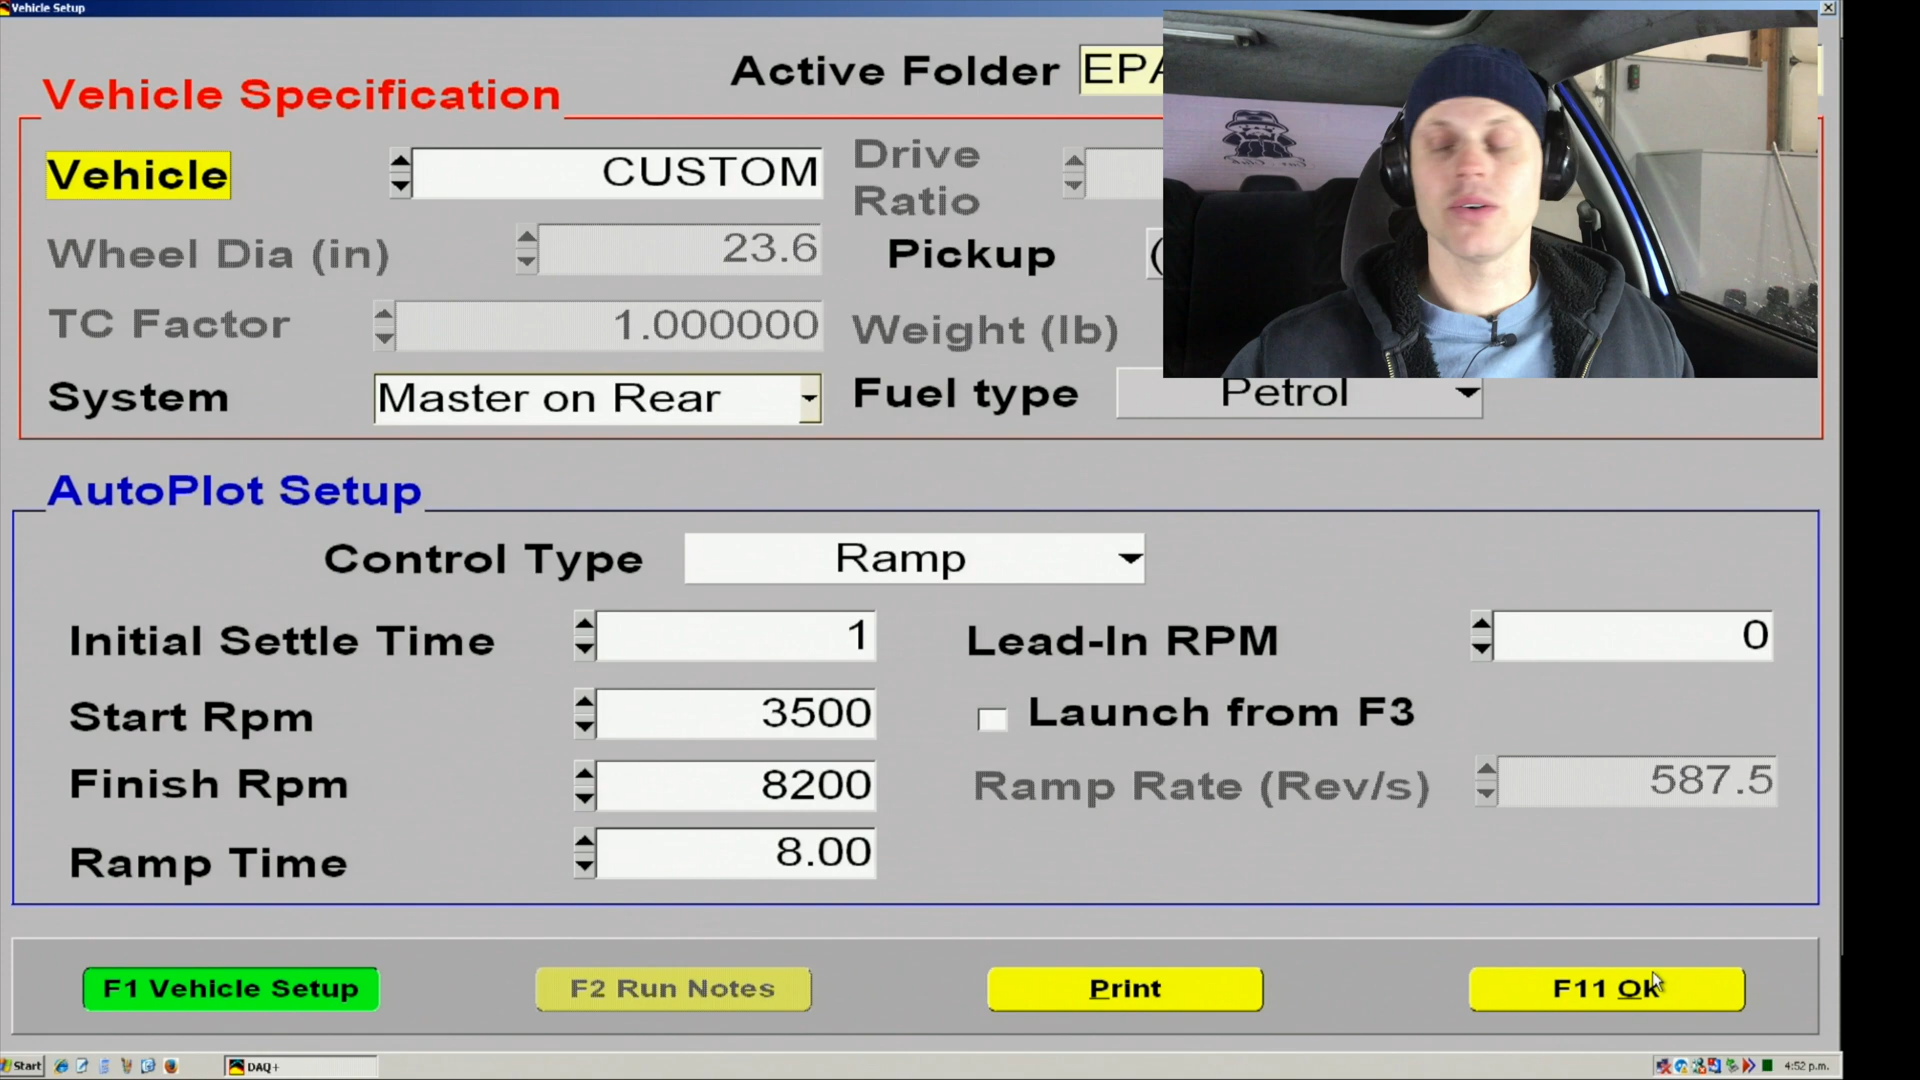 Vehicle Setup
Active Folder EPA
Vehicle Specification
Vehicle CUSTOM Drive Ratio
Wheel Dia (in) 23.6 Pickup (
TC Factor 1.000000 Weight (lb)
System Master on Rear Fuel type Petrol
AutoPlot Setup
Control Type Ramp
Initial Settle Time 1 Lead-In RPM 0
Start Rpm 3500 Launch from F3
Finish Rpm 8200 Ramp Rate (Rev/s) 587.5
Ramp Time 8.00
F1 Vehicle Setup F2 Run Notes Print F11 Ok
Start DAQ+ 4:52 p.m.